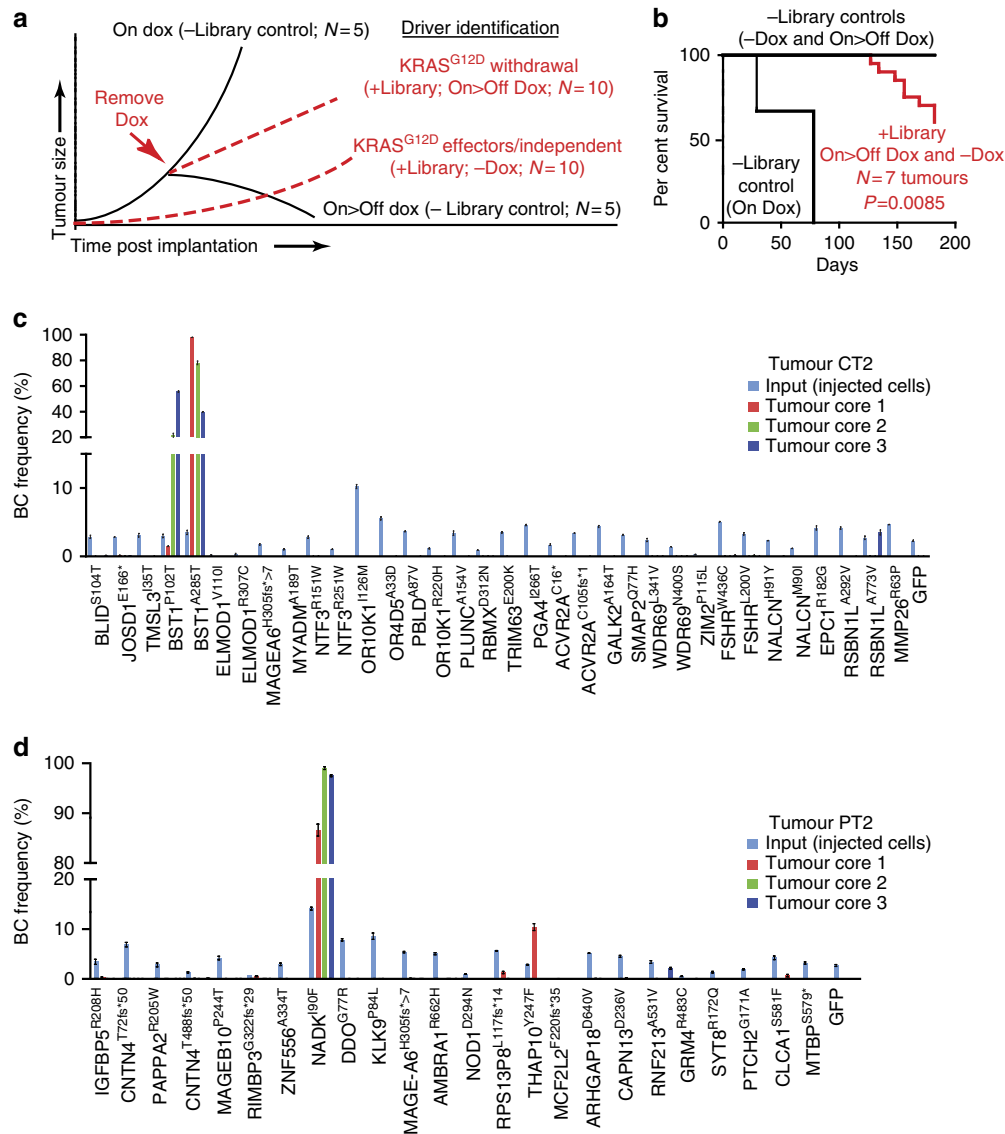 a
On dox (–Library control; N=5)
Driver identification
KRASG12D withdrawal
(+Library; On>Off Dox; N=10)
Remove
Dox
KRASG12D effectors/independent
(+Library; –Dox; N=10)
On>Off dox (– Library control; N=5)
Tumour size
Time post implantation
b
–Library controls
(–Dox and On>Off Dox)
100
50
0
Per cent survival
–Library
control
(On Dox)
+Library
On>Off Dox and –Dox
N=7 tumours
P=0.0085
0 50 100 150 200
Days
c
100
80
60
40
20
10
0
BC frequency (%)
Tumour CT2
Input (injected cells)
Tumour core 1
Tumour core 2
Tumour core 3
BLIDS104T
JOSD1E166*
TMSL3I35T
BST1P102T
BST1A285T
ELMOD1V110I
ELMOD1R307C
MAGEA6H305fs*>7
MYADMA189T
NTF3R151W
NTF3R251W
OR10K1I126M
OR4D5A33D
PBLDA87V
OR10K1R220H
PLUNCA154V
RBMXD312N
TRIM63E200K
PGA4I266T
ACVR2AC16*
ACVR2AC105fs*1
GALK2A164T
SMAP2Q77H
WDR69L341V
WDR69N400S
ZIM2P115L
FSHRW436C
FSHRL200V
NALCNH91Y
NALCNM90I
EPC1R182G
RSBN1LA292V
RSBN1LA773V
MMP26R63P
GFP
d
100
90
80
20
10
0
BC frequency (%)
Tumour PT2
Input (injected cells)
Tumour core 1
Tumour core 2
Tumour core 3
IGFBP5R208H
CNTN4T72fs*50
PAPPA2R205W
CNTN4T488fs*50
MAGEB10P244T
RIMBP3G322fs*29
ZNF556A334T
NADKI90F
DDOG77R
KLK9P84L
MAGE-A6H305fs*>7
AMBRA1R662H
NOD1D294N
RPS13P8L117fs*14
THAP10Y247F
MCF2L2F220fs*35
ARHGAP18D640V
CAPN13D236V
RNF213A531V
GRM4R483C
SYT8R172Q
PTCH2G171A
CLCA1S581F
MTBPS579*
GFP